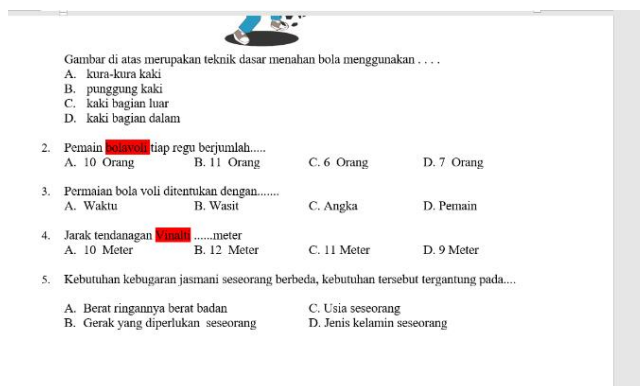 Gambar di atas merupakan teknik dasar menahan bola menggunakan . . . .
A. kura-kura kaki
B. punggung kaki
C. kaki bagian luar
D. kaki bagian dalam
2. Pemain bolavoli tiap regu berjumlah.....
A. 10 Orang B. 11 Orang C. 6 Orang D. 7 Orang
3. Permaian bola voli ditentukan dengan.......
A. Waktu B. Wasit C. Angka D. Pemain
4. Jarak tendanagan ......meter
A. 10 Meter B. 12 Meter C. 11 Meter D. 9 Meter
5. Kebutuhan kebugaran jasmani seseorang berbeda, kebutuhan tersebut tergantung pada....
A. Berat ringannya berat badan C. Usia seseorang
B. Gerak yang diperlukan seseorang D. Jenis kelamin seseorang